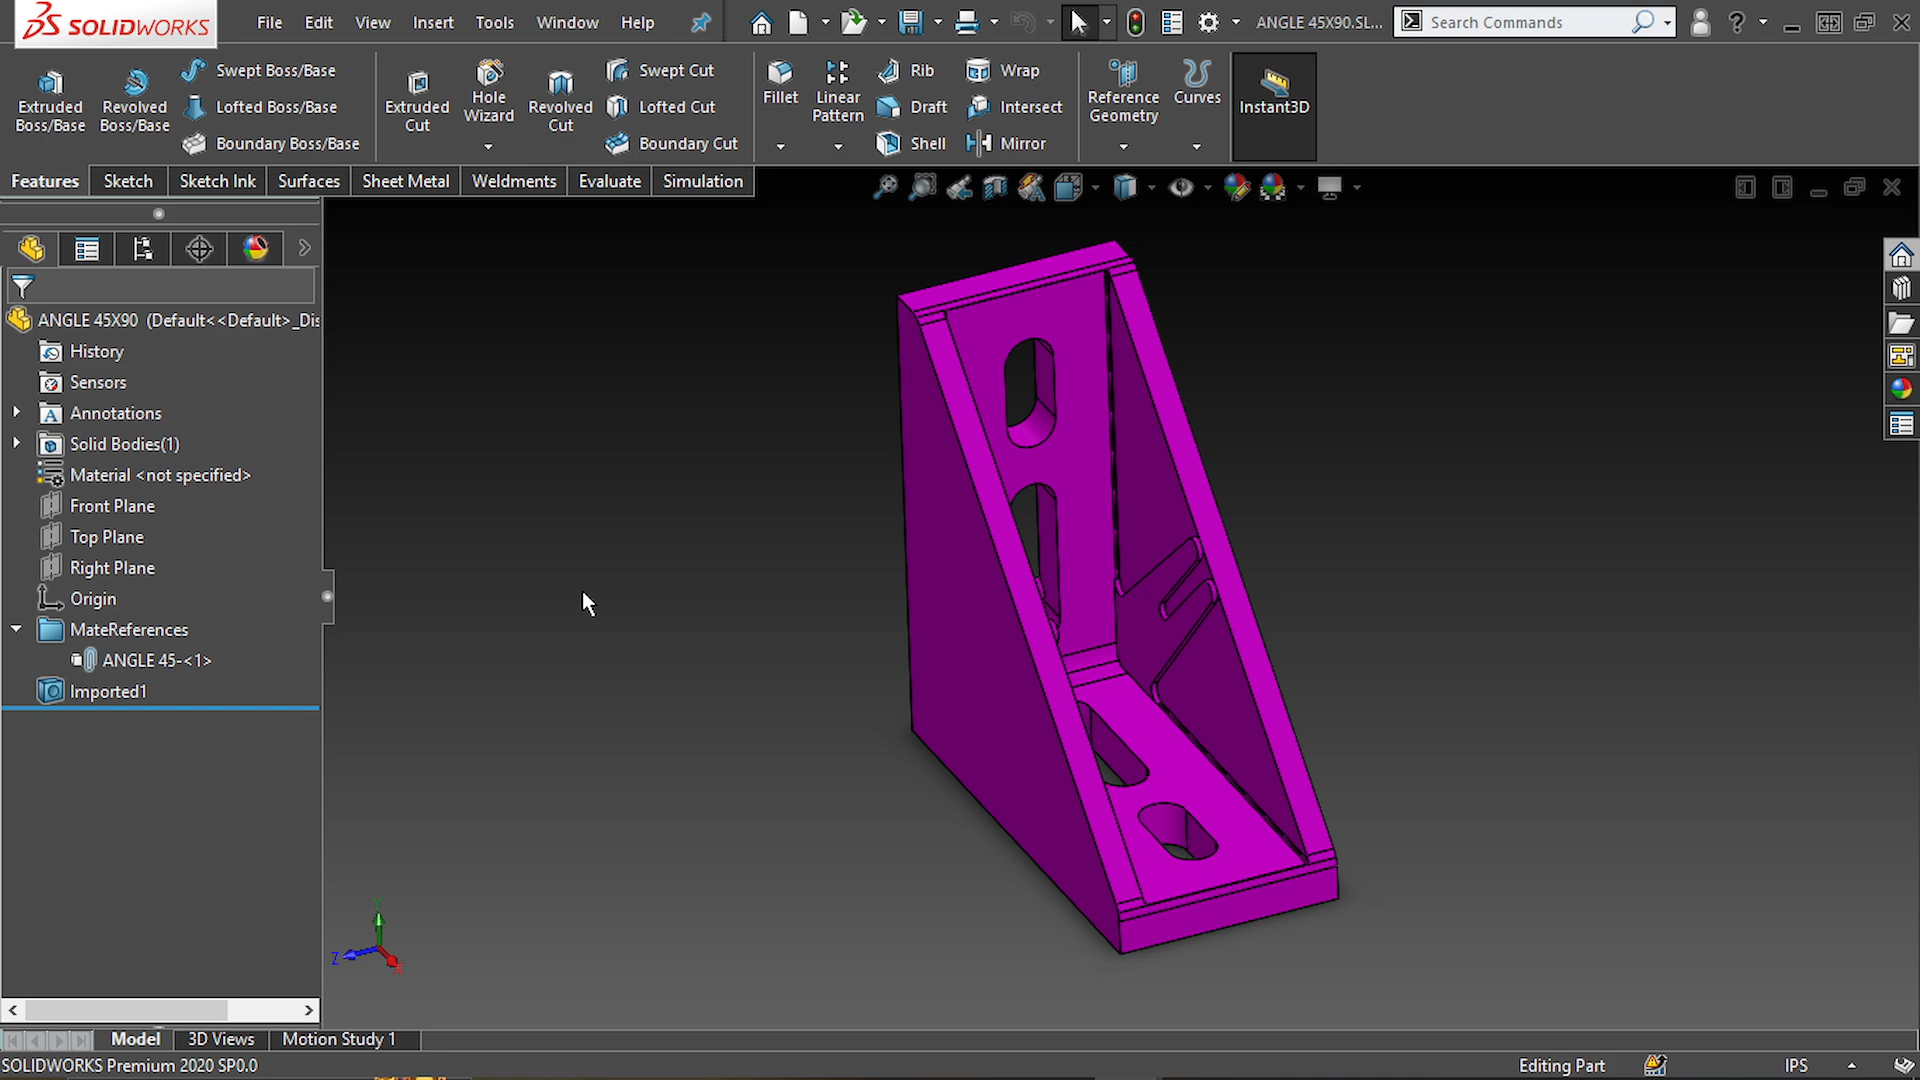 SOLIDWORKS File Edit View Insert Tools Window Help ANGLE 45X90.SL... Search Commands
Extruded Boss/Base
Revolved Boss/Base
Swept Boss/Base
Lofted Boss/Base
Boundary Boss/Base
Extruded Cut
Hole Wizard
Revolved Cut
Swept Cut
Lofted Cut
Boundary Cut
Fillet
Linear Pattern
Rib
Draft
Shell
Wrap
Intersect
Mirror
Reference Geometry
Curves
Instant3D
Features Sketch Sketch Ink Surfaces Sheet Metal Weldments Evaluate Simulation
ANGLE 45X90 (Default<<Default>_Dis
History
Sensors
Annotations
Solid Bodies(1)
Material <not specified>
Front Plane
Top Plane
Right Plane
Origin
MateReferences
ANGLE 45-<1>
Imported1
Z
Model 3D Views Motion Study 1
SOLIDWORKS Premium 2020 SP0.0 Editing Part IPS